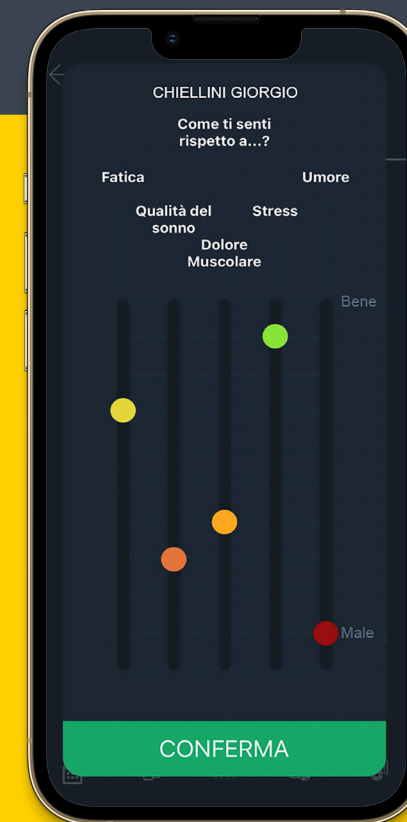 CHIELLINI GIORGIO
Come ti senti
rispetto a...?
Fatica
Umore
Qualità del
sonno
Stress
Dolore
Muscolare
Bene
Male
CONFERMA